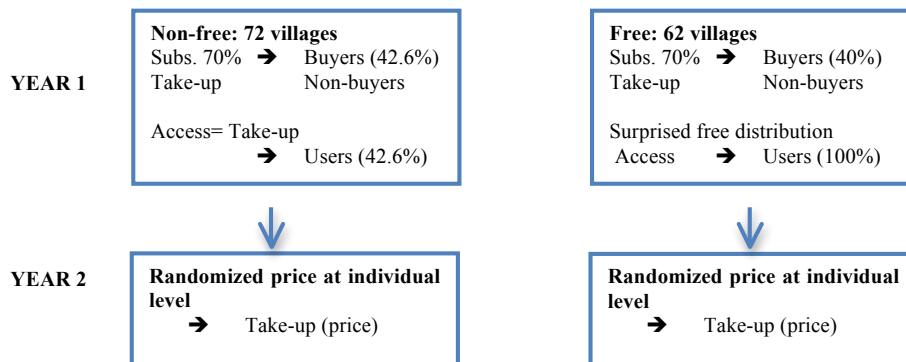 YEAR 1
Non-free: 72 villages
Subs. 70% ➔ Buyers (42.6%)
Take-up Non-buyers
Access= Take-up
➔ Users (42.6%)
Free: 62 villages
Subs. 70% ➔ Buyers (40%)
Take-up Non-buyers
Surprised free distribution
Access ➔ Users (100%)
YEAR 2
Randomized price at individual
level
➔ Take-up (price)
Randomized price at individual
level
➔ Take-up (price)